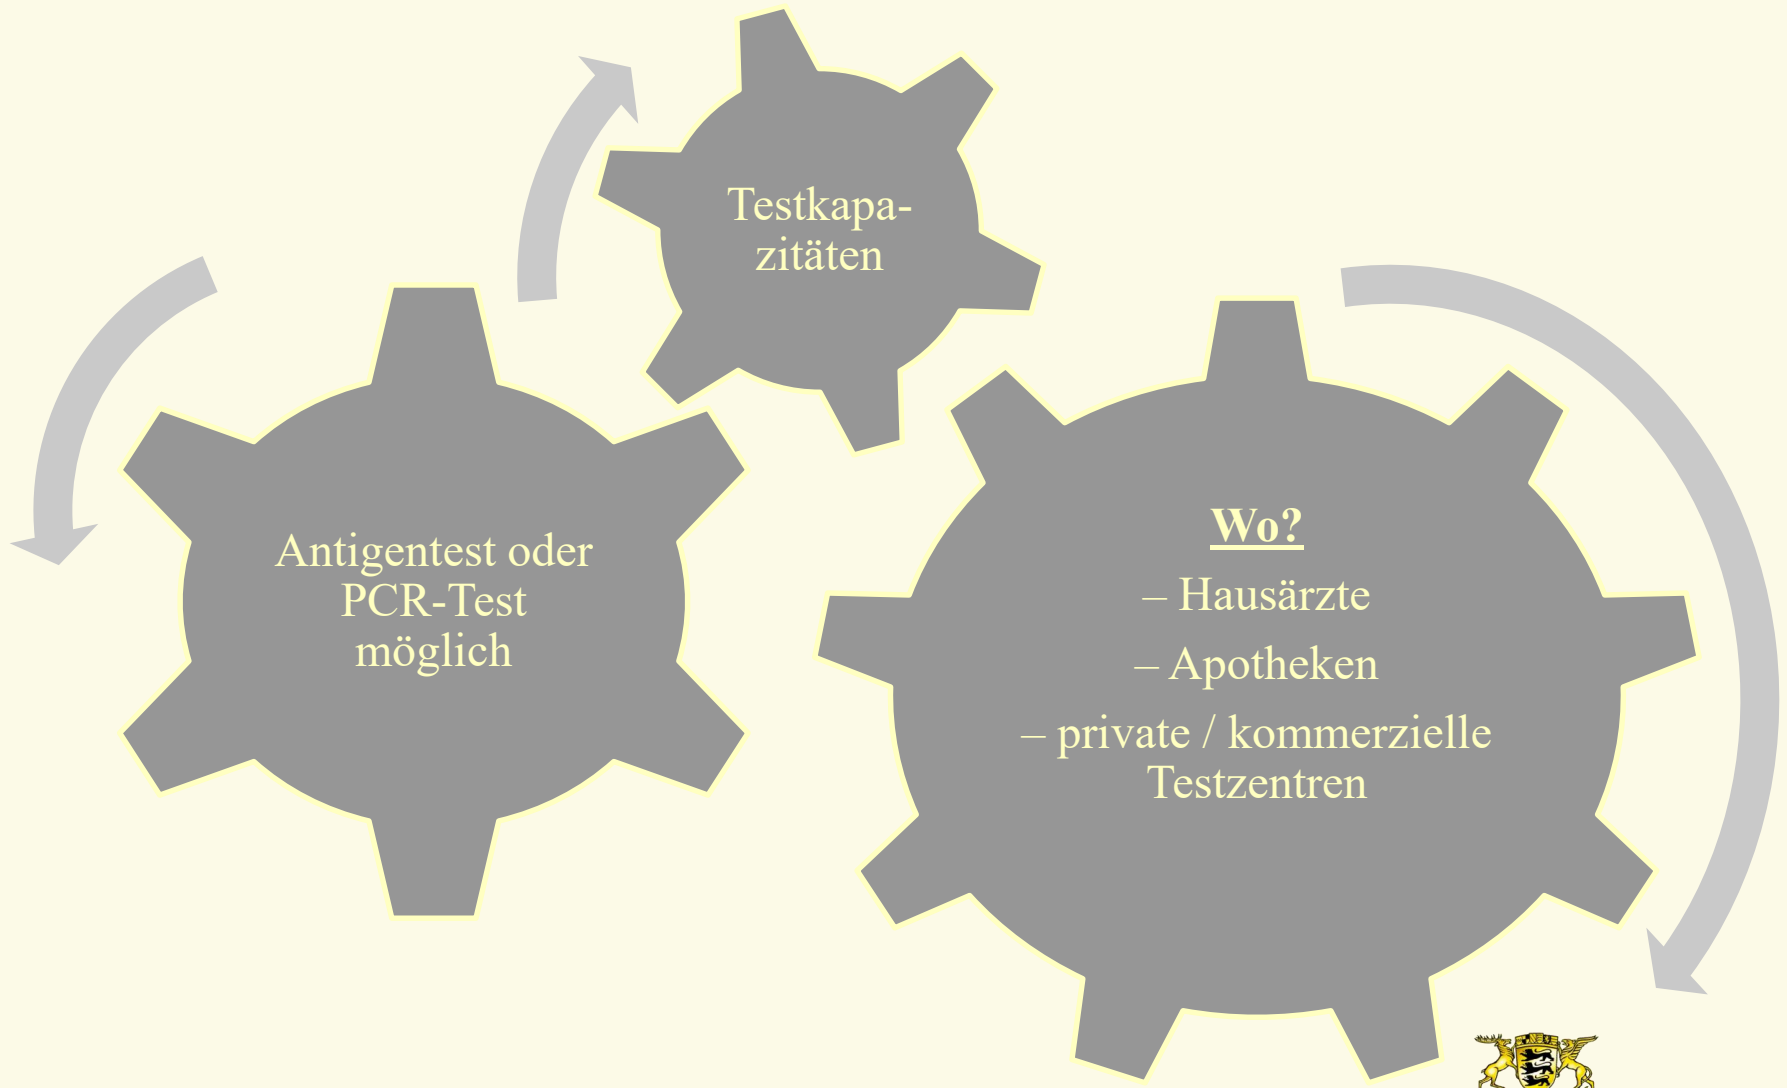 Testkapa-
zitäten
Antigentest oder
PCR-Test
möglich
Wo?
– Hausärzte
– Apotheken
– private / kommerzielle
Testzentren